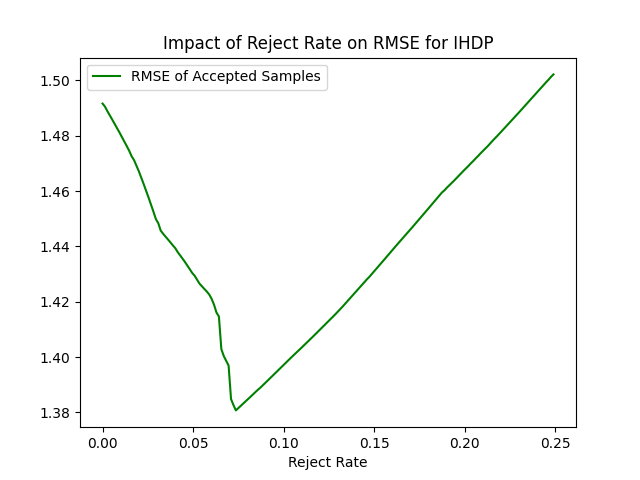 Impact of Reject Rate on RMSE for IHDP
RMSE of Accepted Samples
1.50
1.48
1.46
1.44
1.42
1.40
1.38
0.00 0.05 0.10 0.15 0.20 0.25
Reject Rate